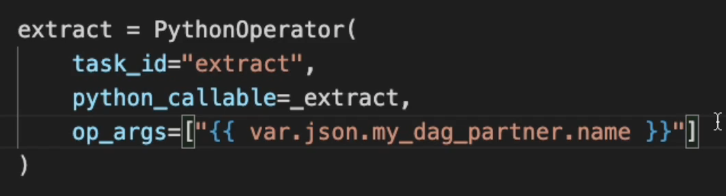 extract = PythonOperator(
    task_id="extract",
    python_callable=_extract,
    op_args=["{{ var.json.my_dag_partner.name }}"]
)